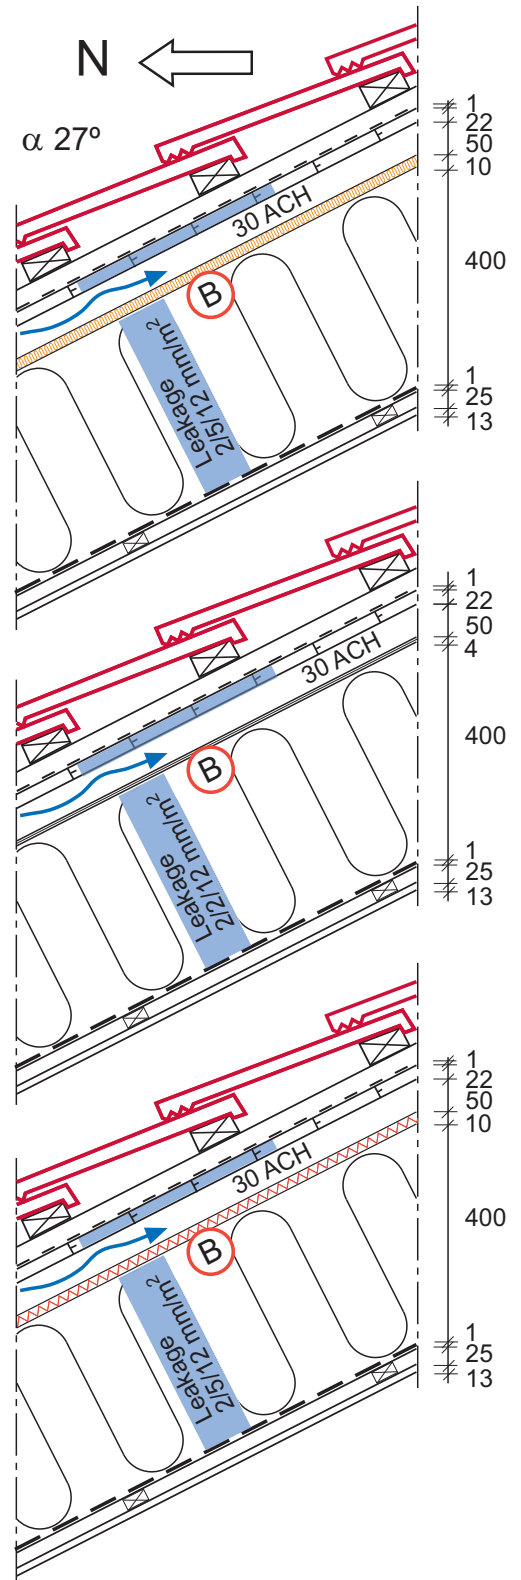 N
α 27º
1
22
50
10
30 ACH
B
400
Leakage
2/5/12 mm/m²
1
25
13
1
22
50
4
30 ACH
B
400
Leakage
2/2/12 mm/m²
1
25
13
1
22
50
10
30 ACH
B
400
Leakage
2/5/12 mm/m²
1
25
13